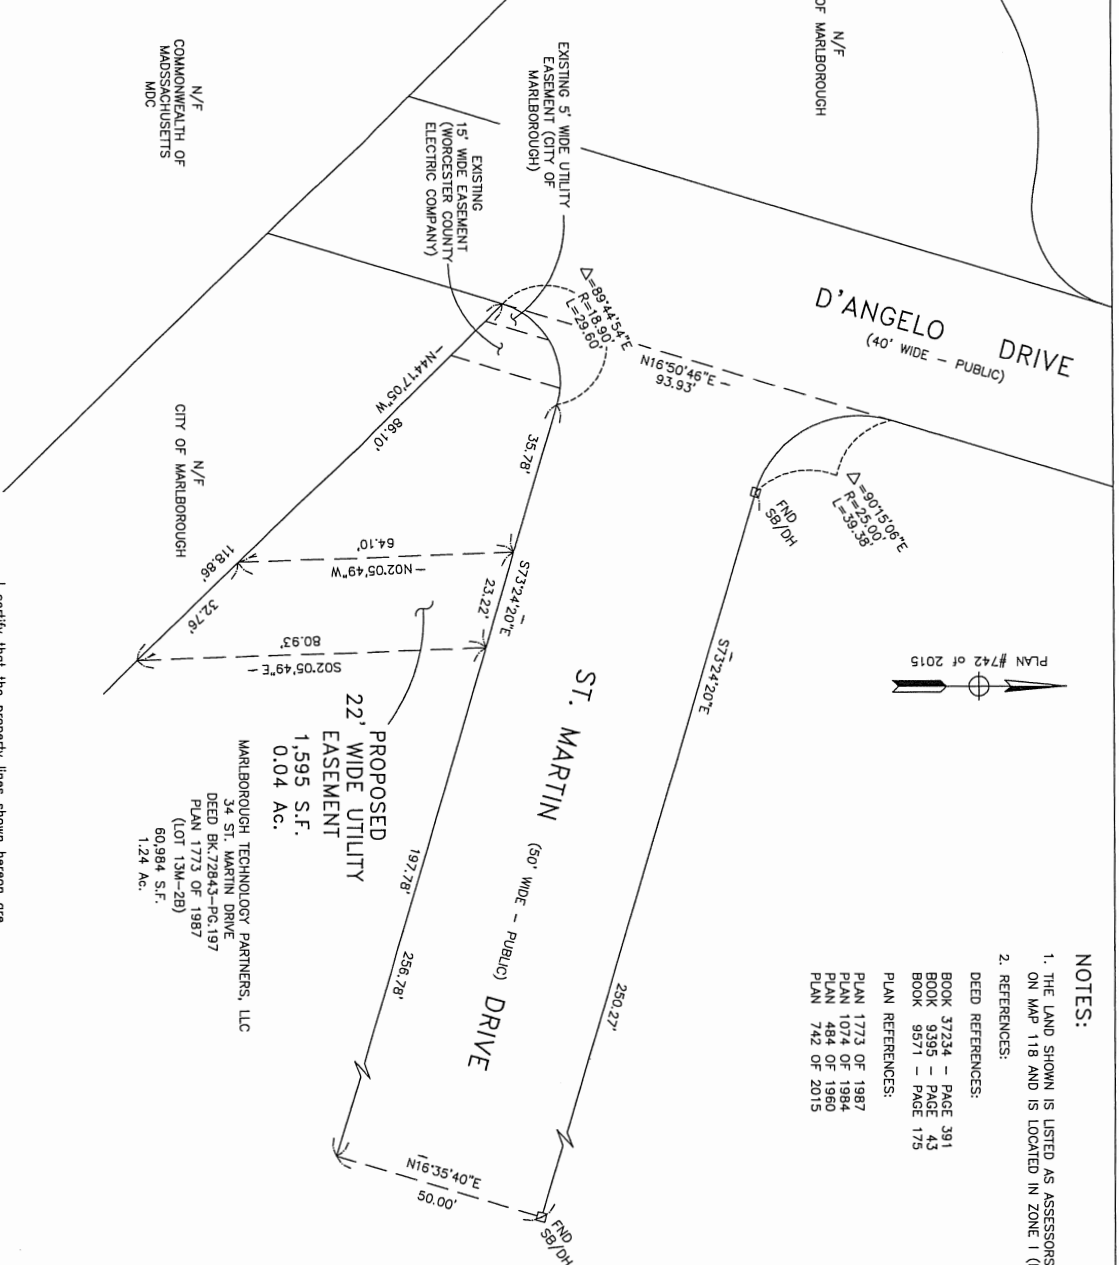 N/F
OF MARLBOROUGH
N/F
COMMONWEALTH OF
MADSSACHUSETTS
MDC
EXISTING 5' WIDE UTILITY
EASEMENT (CITY OF
MARLBOROUGH)
EXISTING
15' WIDE EASEMENT
(WORCESTER COUNTY
ELECTRIC COMPANY)
Δ=89°44'54"E
R=18.90'
L=29.60'
D'ANGELO DRIVE
(40' WIDE – PUBLIC)
N16°50'46"E –
93.93'
Δ=90°15'06"E
R=25.00'
L=39.38'
FND
SB/DH
– N44°17'05"W
86.10'
N/F
CITY OF MARLBOROUGH
35.78'
– N02°05'49"W
64.10'
118.86'
32.76'
S73°24'20"E
23.22'
S02°05'49"E –
80.93'
S73°24'20"E
PLAN #742 of 2015
PROPOSED
22' WIDE UTILITY
EASEMENT
1,595 S.F.
0.04 Ac.
ST. MARTIN (50' WIDE – PUBLIC) DRIVE
MARLBOROUGH TECHNOLOGY PARTNERS, LLC
34 ST. MARTIN DRIVE
DEED BK.72843–PG.197
PLAN 1773 OF 1987
(LOT 13M–2B)
60,984 S.F.
1.24 Ac.
197.78'
256.78'
250.27'
N16°35'40"E
50.00'
FND
SB/DH
NOTES:
1. THE LAND SHOWN IS LISTED AS ASSESSORS
ON MAP 118 AND IS LOCATED IN ZONE I (
2. REFERENCES:
DEED REFERENCES:
BOOK 37234 – PAGE 391
BOOK 9395 – PAGE 43
BOOK 9571 – PAGE 175
PLAN REFERENCES:
PLAN 1773 OF 1987
PLAN 1074 OF 1984
PLAN 484 OF 1960
PLAN 742 OF 2015
I certify that the property lines shown hereon are